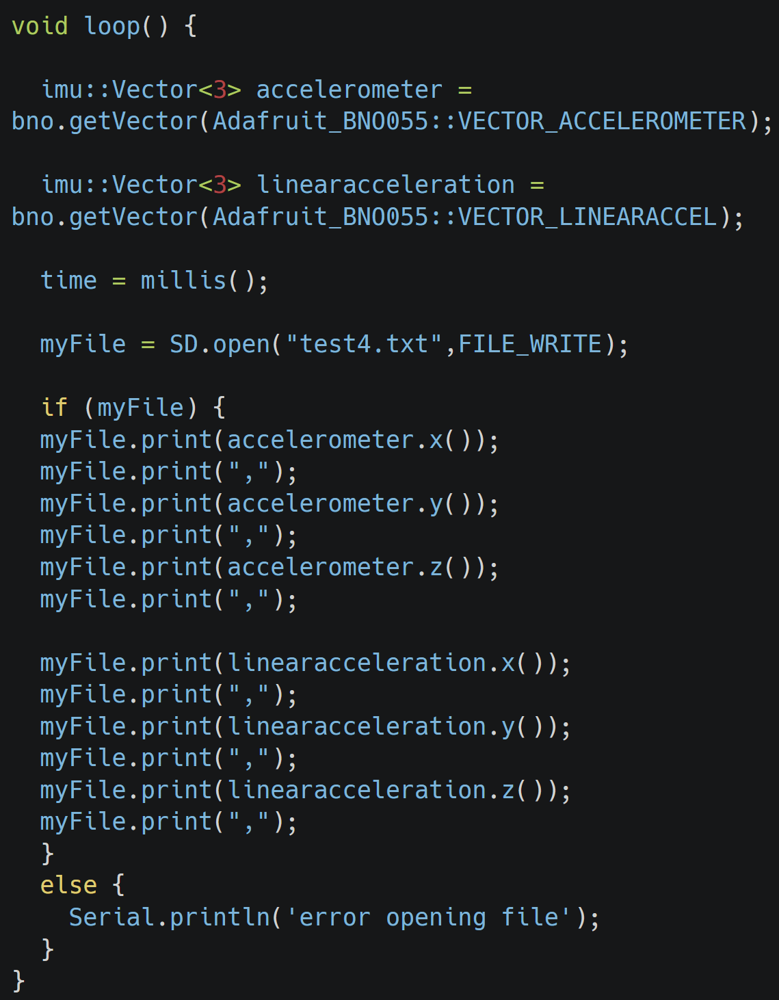 void loop() {
imu::Vector<3> accelerometer =
bno.getVector(Adafruit_BNO055::VECTOR_ACCELEROMETER);
imu::Vector<3> linearacceleration =
bno.getVector(Adafruit_BNO055::VECTOR_LINEARACCEL);
time = millis();
myFile = SD.open("test4.txt",FILE_WRITE);
if (myFile) {
myFile.print(accelerometer.x());
myFile.print(",");
myFile.print(accelerometer.y());
myFile.print(",");
myFile.print(accelerometer.z());
myFile.print(",");
myFile.print(linearacceleration.x());
myFile.print(",");
myFile.print(linearacceleration.y());
myFile.print(",");
myFile.print(linearacceleration.z());
myFile.print(",");
}
else {
Serial.println('error opening file');
}
}